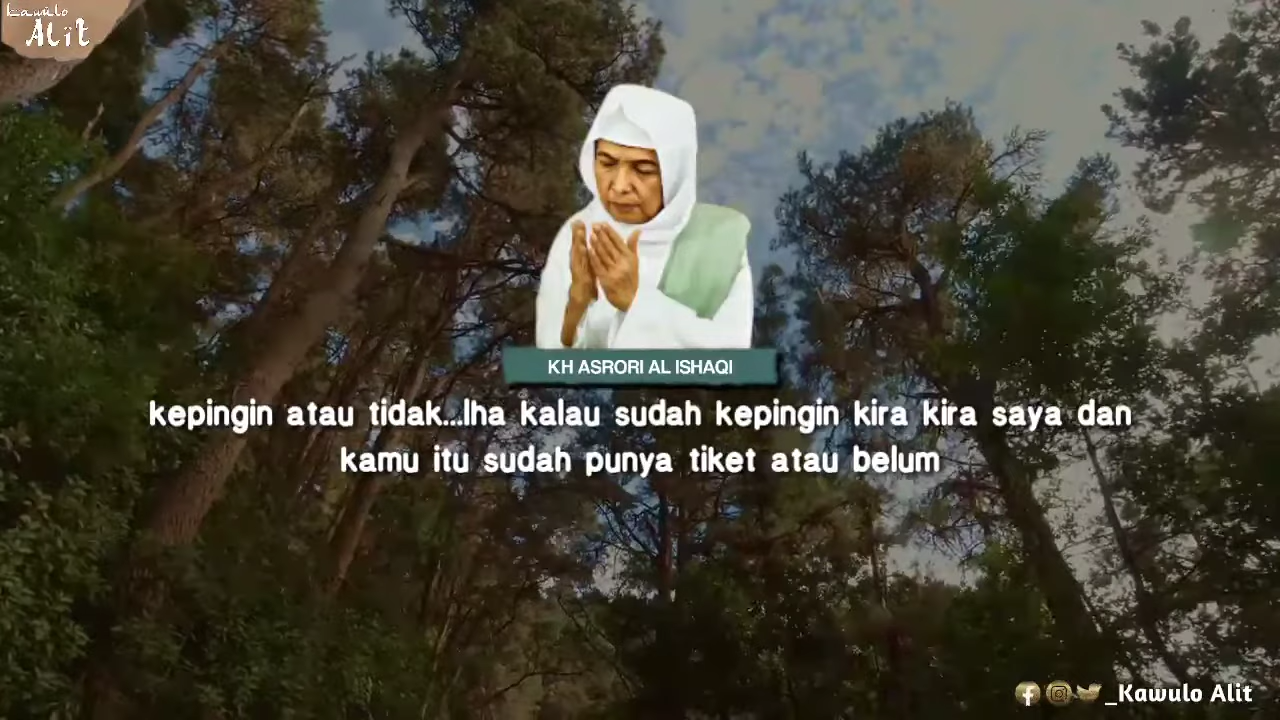 kawulo
Alit
KH ASRORI AL ISHAQI
kepingin atau tidak...lha kalau sudah kepingin kira kira saya dan
kamu itu sudah punya tiket atau belum
_Kawulo Alit